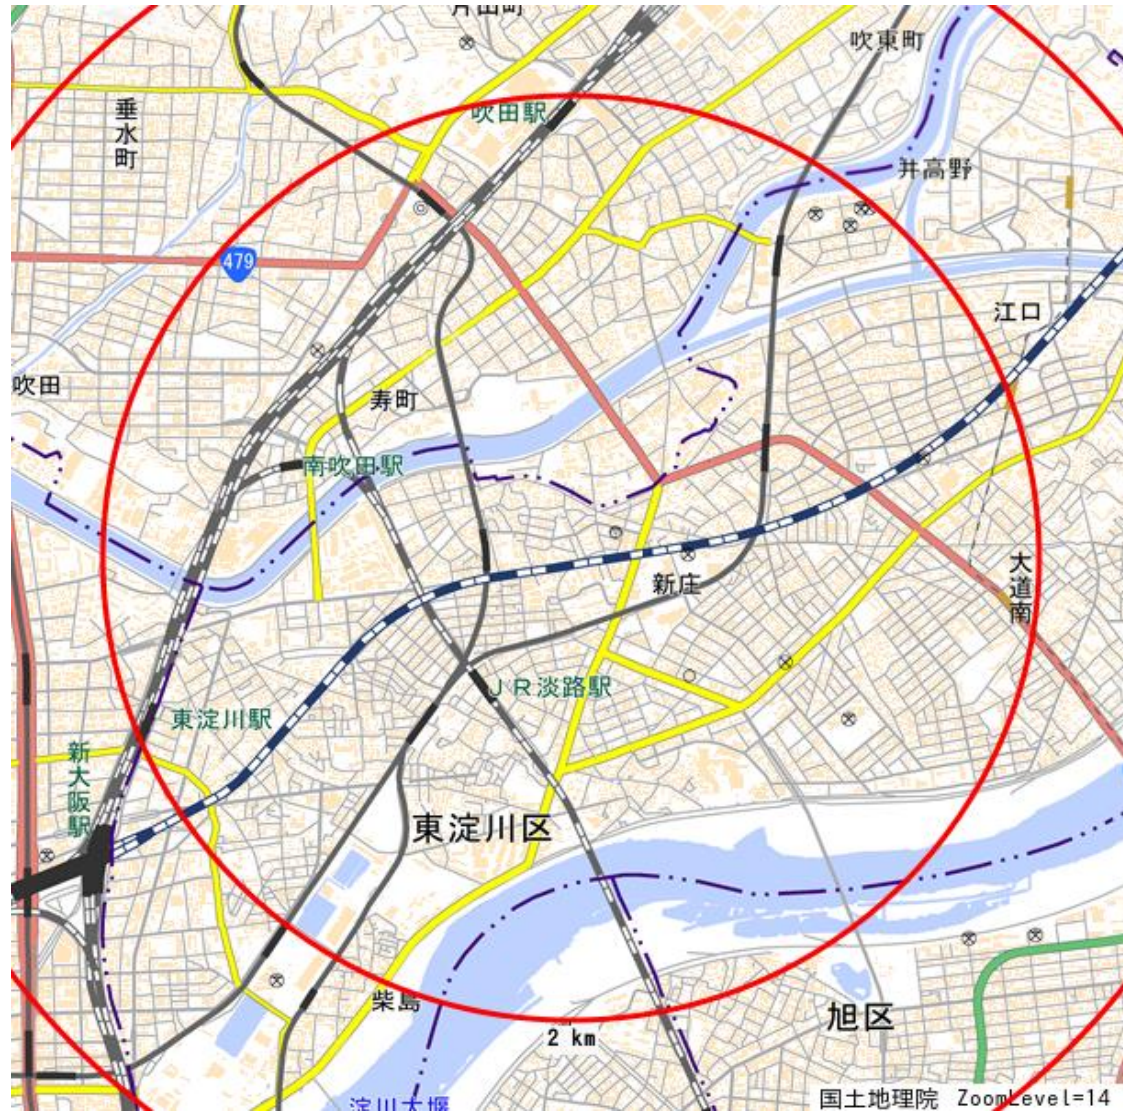 片山町
吹東町
垂水町
吹田駅
井高野
479
江口
吹田
寿町
南吹田駅
大道南
新庄
JR淡路駅
東淀川駅
新大阪駅
東淀川区
柴島
旭区
2 km
国土地理院 ZoomLevel=14
淀川大堰